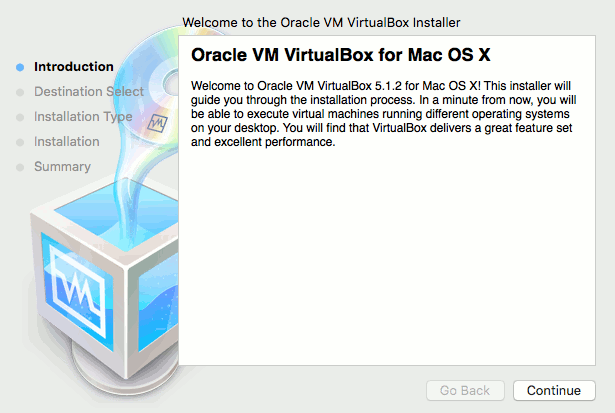 Welcome to the Oracle VM VirtualBox Installer
Introduction
Destination Select
Installation Type
Installation
Summary
Oracle VM VirtualBox for Mac OS X
Welcome to Oracle VM VirtualBox 5.1.2 for Mac OS X! This installer will
guide you through the installation process. In a minute from now, you will
be able to execute virtual machines running different operating systems
on your desktop. You will find that VirtualBox delivers a great feature set
and excellent performance.
VM
Go Back
Continue